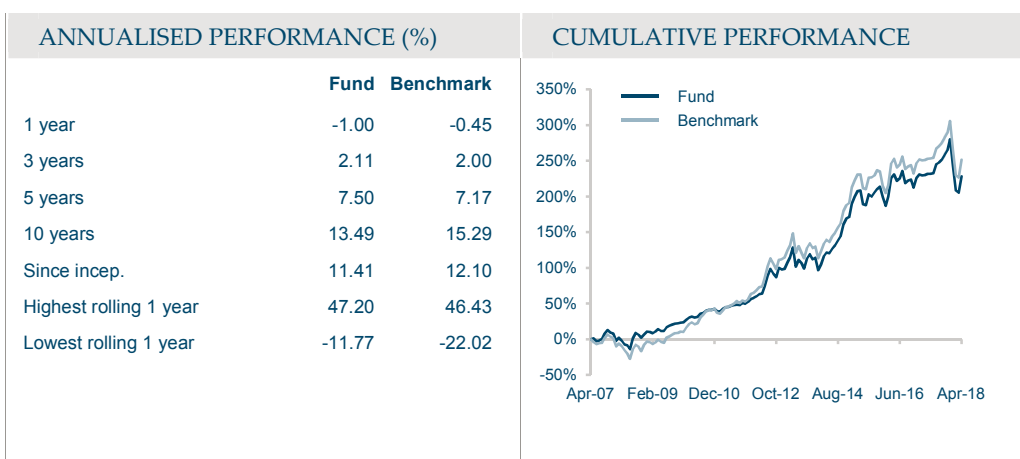 ANNUALISED PERFORMANCE (%)
Fund Benchmark
1 year -1.00 -0.45
3 years 2.11 2.00
5 years 7.50 7.17
10 years 13.49 15.29
Since incep. 11.41 12.10
Highest rolling 1 year 47.20 46.43
Lowest rolling 1 year -11.77 -22.02
CUMULATIVE PERFORMANCE
Fund
Benchmark
350%
300%
250%
200%
150%
100%
50%
0%
-50%
Apr-07 Feb-09 Dec-10 Oct-12 Aug-14 Jun-16 Apr-18